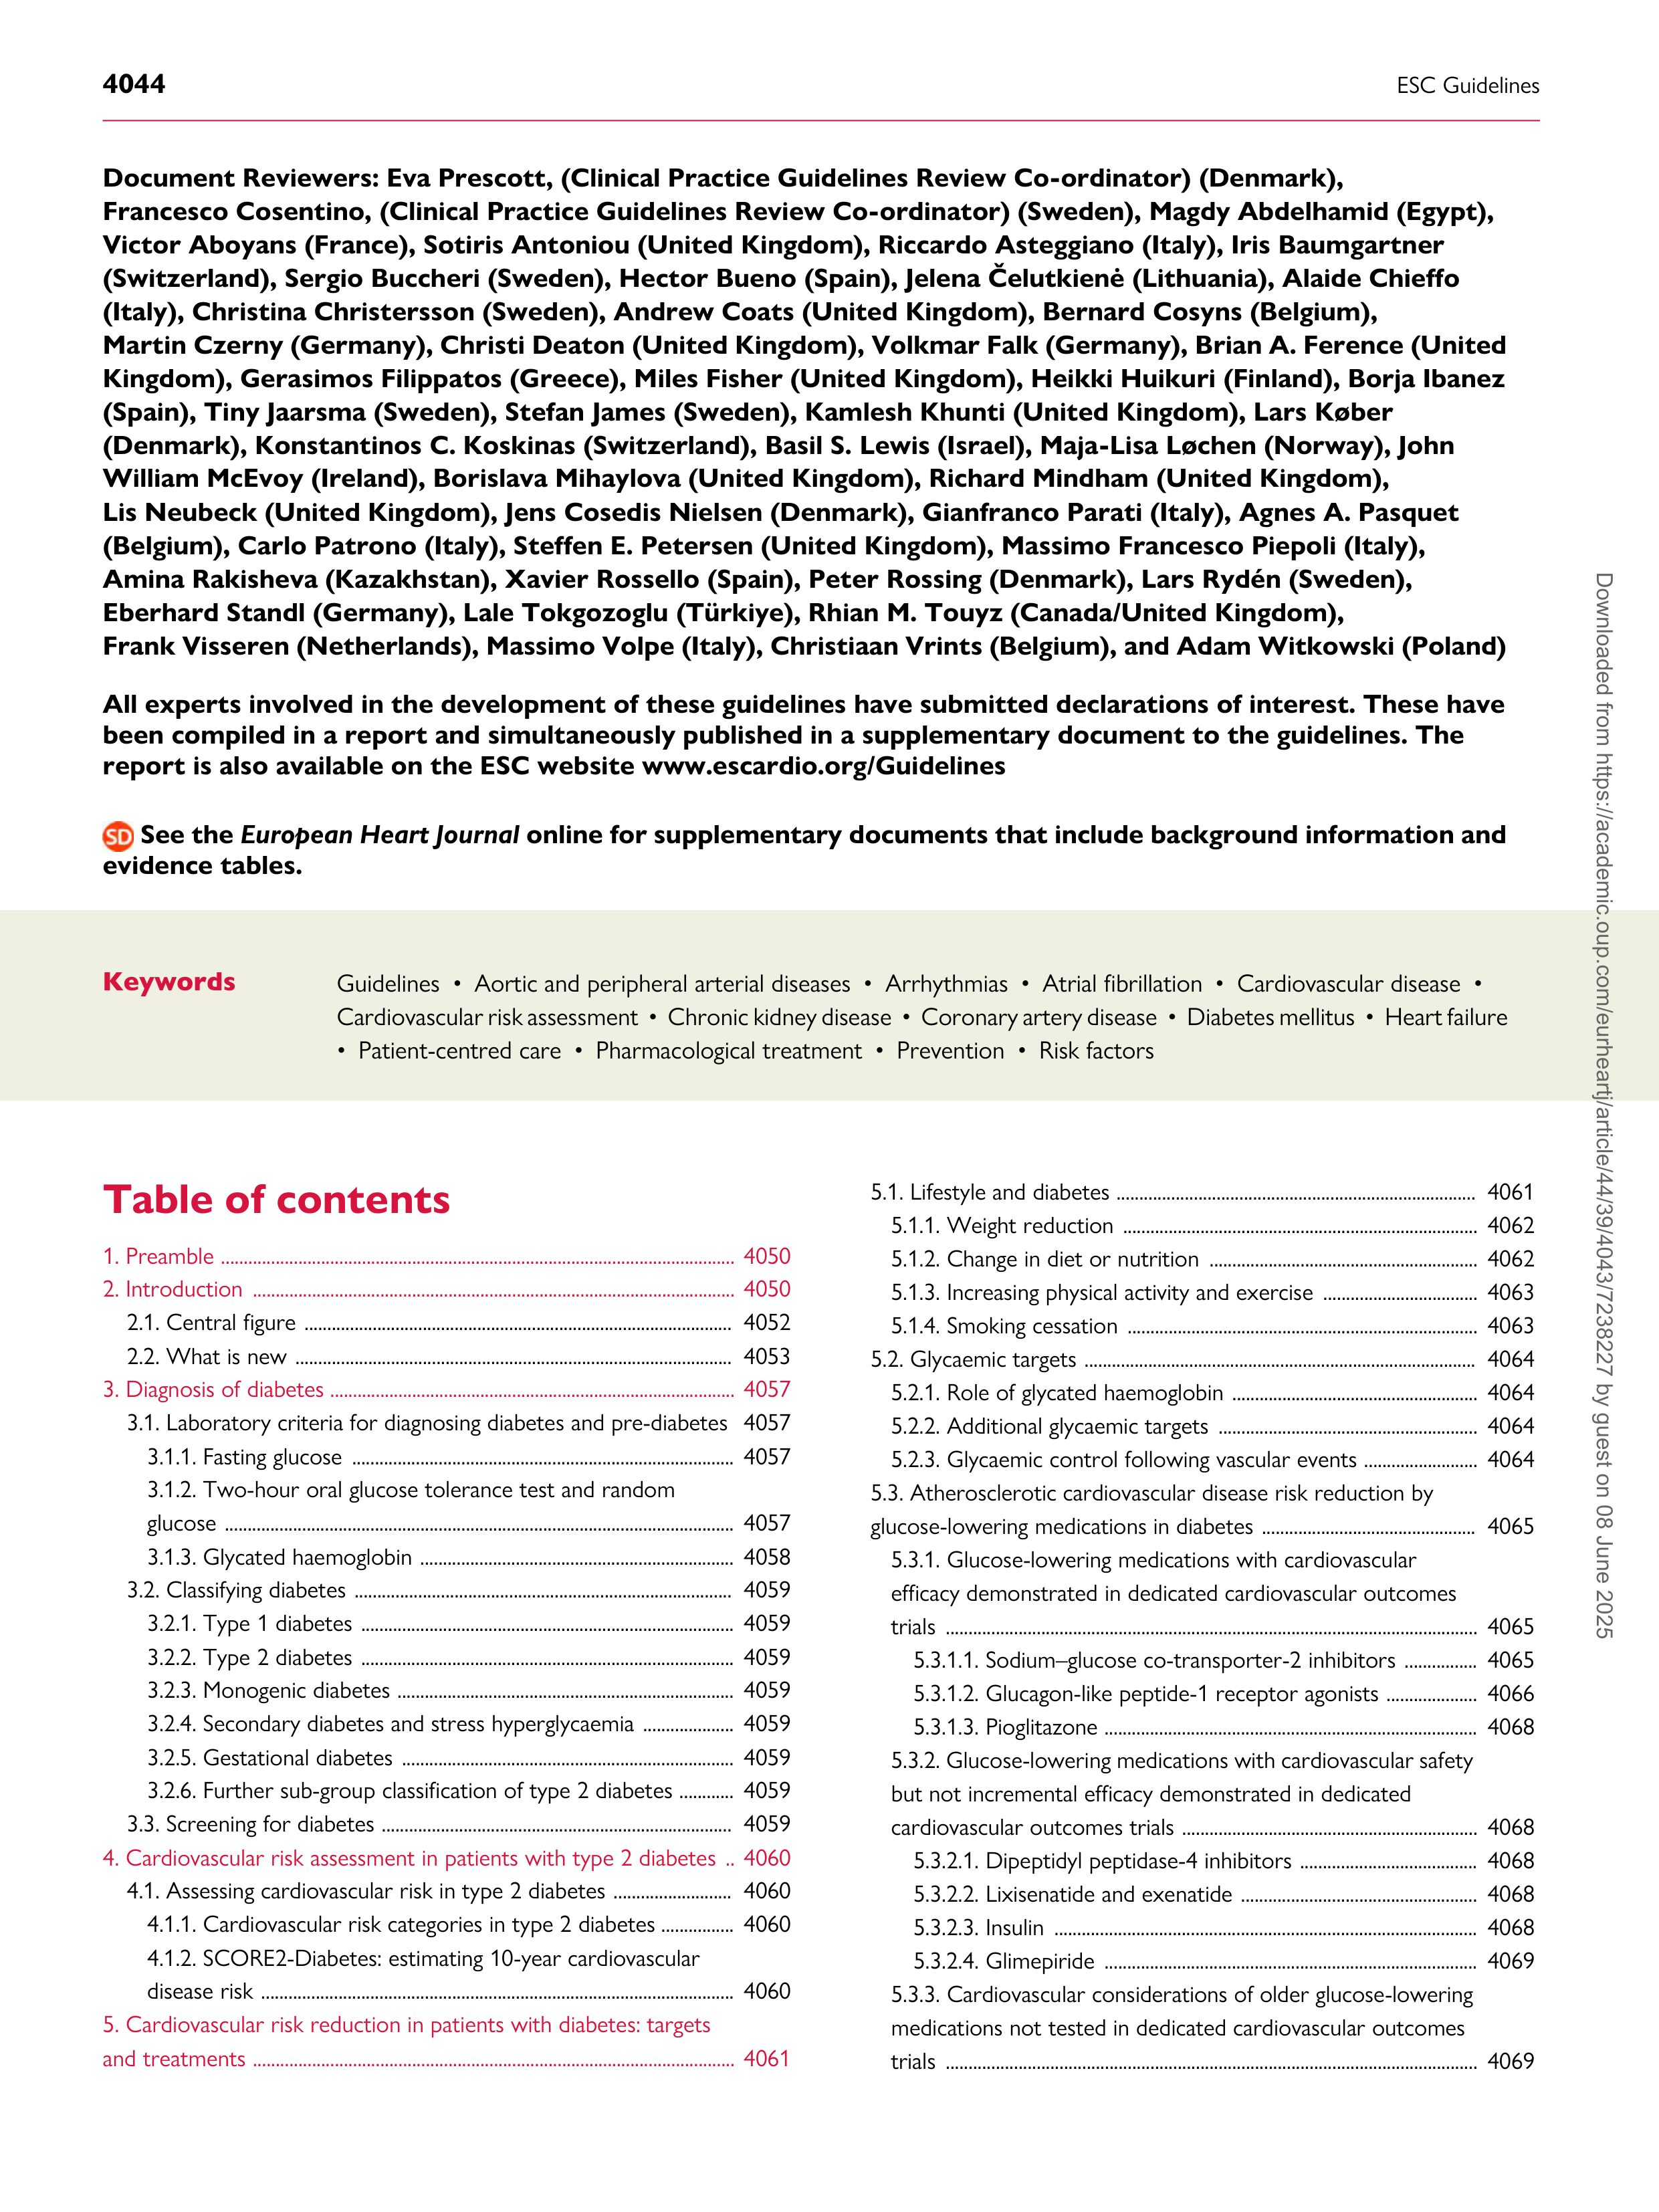 4044
ESC Guidelines
Document Reviewers: Eva Prescott, (Clinical Practice Guidelines Review Co-ordinator) (Denmark),
Francesco Cosentino, (Clinical Practice Guidelines Review Co-ordinator) (Sweden), Magdy Abdelhamid (Egypt),
Victor Aboyans (France), Sotiris Antoniou (United Kingdom), Riccardo Asteggiano (Italy), Iris Baumgartner
(Switzerland), Sergio Buccheri (Sweden), Hector Bueno (Spain), Jelena Čelutkienė (Lithuania), Alaide Chieffo
(Italy), Christina Christersson (Sweden), Andrew Coats (United Kingdom), Bernard Cosyns (Belgium),
Martin Czerny (Germany), Christi Deaton (United Kingdom), Volkmar Falk (Germany), Brian A. Ference (United
Kingdom), Gerasimos Filippatos (Greece), Miles Fisher (United Kingdom), Heikki Huikuri (Finland), Borja Ibanez
(Spain), Tiny Jaarsma (Sweden), Stefan James (Sweden), Kamlesh Khunti (United Kingdom), Lars Køber
(Denmark), Konstantinos C. Koskinas (Switzerland), Basil S. Lewis (Israel), Maja-Lisa Løchen (Norway), John
William McEvoy (Ireland), Borislava Mihaylova (United Kingdom), Richard Mindham (United Kingdom),
Lis Neubeck (United Kingdom), Jens Cosedis Nielsen (Denmark), Gianfranco Parati (Italy), Agnes A. Pasquet
(Belgium), Carlo Patrono (Italy), Steffen E. Petersen (United Kingdom), Massimo Francesco Piepoli (Italy),
Amina Rakisheva (Kazakhstan), Xavier Rossello (Spain), Peter Rossing (Denmark), Lars Rydén (Sweden),
Eberhard Standl (Germany), Lale Tokgozoglu (Türkiye), Rhian M. Touyz (Canada/United Kingdom),
Frank Visseren (Netherlands), Massimo Volpe (Italy), Christiaan Vrints (Belgium), and Adam Witkowski (Poland)
All experts involved in the development of these guidelines have submitted declarations of interest. These have
been compiled in a report and simultaneously published in a supplementary document to the guidelines. The
report is also available on the ESC website www.escardio.org/Guidelines
SD See the European Heart Journal online for supplementary documents that include background information and
evidence tables.
Keywords
Guidelines • Aortic and peripheral arterial diseases • Arrhythmias • Atrial fibrillation • Cardiovascular disease •
Cardiovascular risk assessment • Chronic kidney disease • Coronary artery disease • Diabetes mellitus • Heart failure
• Patient-centred care • Pharmacological treatment • Prevention • Risk factors
Table of contents
1. Preamble ........ 4050
2. Introduction ........ 4050
2.1. Central figure ........ 4052
2.2. What is new ........ 4053
3. Diagnosis of diabetes ........ 4057
3.1. Laboratory criteria for diagnosing diabetes and pre-diabetes 4057
3.1.1. Fasting glucose ........ 4057
3.1.2. Two-hour oral glucose tolerance test and random
glucose ........ 4057
3.1.3. Glycated haemoglobin ........ 4058
3.2. Classifying diabetes ........ 4059
3.2.1. Type 1 diabetes ........ 4059
3.2.2. Type 2 diabetes ........ 4059
3.2.3. Monogenic diabetes ........ 4059
3.2.4. Secondary diabetes and stress hyperglycaemia ........ 4059
3.2.5. Gestational diabetes ........ 4059
3.2.6. Further sub-group classification of type 2 diabetes ........ 4059
3.3. Screening for diabetes ........ 4059
4. Cardiovascular risk assessment in patients with type 2 diabetes .. 4060
4.1. Assessing cardiovascular risk in type 2 diabetes ........ 4060
4.1.1. Cardiovascular risk categories in type 2 diabetes ........ 4060
4.1.2. SCORE2-Diabetes: estimating 10-year cardiovascular
disease risk ........ 4060
5. Cardiovascular risk reduction in patients with diabetes: targets
and treatments ........ 4061
5.1. Lifestyle and diabetes ........ 4061
5.1.1. Weight reduction ........ 4062
5.1.2. Change in diet or nutrition ........ 4062
5.1.3. Increasing physical activity and exercise ........ 4063
5.1.4. Smoking cessation ........ 4063
5.2. Glycaemic targets ........ 4064
5.2.1. Role of glycated haemoglobin ........ 4064
5.2.2. Additional glycaemic targets ........ 4064
5.2.3. Glycaemic control following vascular events ........ 4064
5.3. Atherosclerotic cardiovascular disease risk reduction by
glucose-lowering medications in diabetes ........ 4065
5.3.1. Glucose-lowering medications with cardiovascular
efficacy demonstrated in dedicated cardiovascular outcomes
trials ........ 4065
5.3.1.1. Sodium–glucose co-transporter-2 inhibitors ........ 4065
5.3.1.2. Glucagon-like peptide-1 receptor agonists ........ 4066
5.3.1.3. Pioglitazone ........ 4068
5.3.2. Glucose-lowering medications with cardiovascular safety
but not incremental efficacy demonstrated in dedicated
cardiovascular outcomes trials ........ 4068
5.3.2.1. Dipeptidyl peptidase-4 inhibitors ........ 4068
5.3.2.2. Lixisenatide and exenatide ........ 4068
5.3.2.3. Insulin ........ 4068
5.3.2.4. Glimepiride ........ 4069
5.3.3. Cardiovascular considerations of older glucose-lowering
medications not tested in dedicated cardiovascular outcomes
trials ........ 4069
Downloaded from https://academic.oup.com/eurheartj/article/44/39/4043/7238227 by guest on 08 June 2025